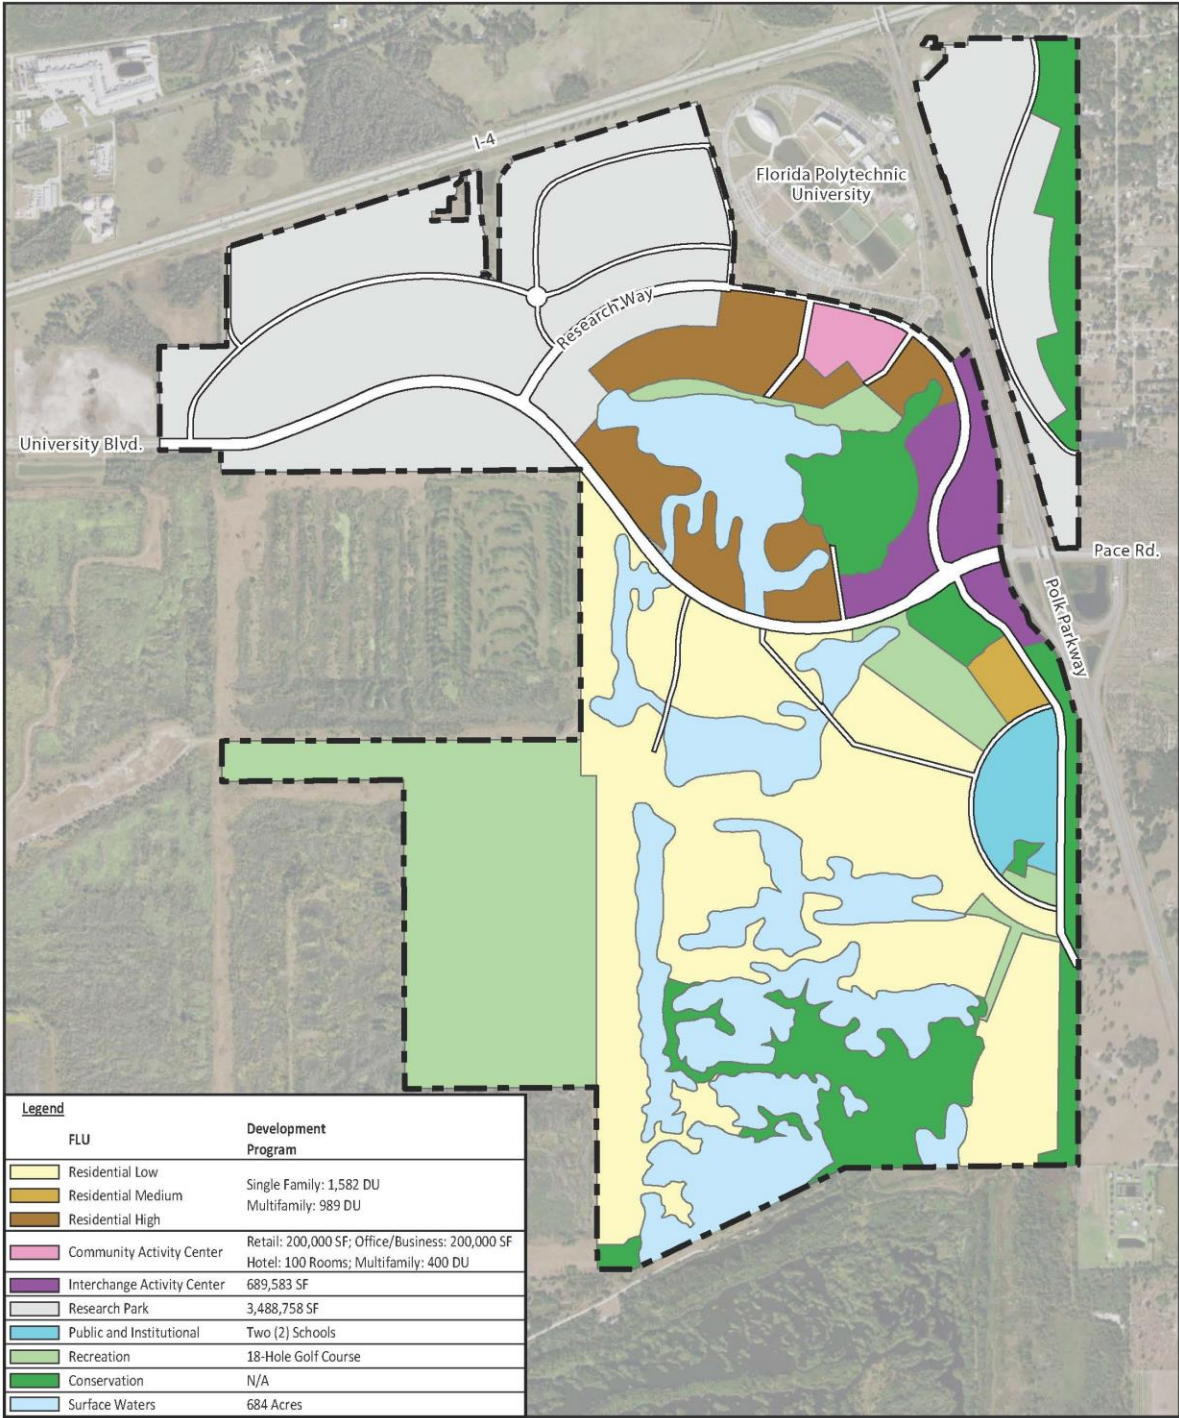 I-4
Florida Polytechnic
University
Research Way
University Blvd.
Pace Rd.
Polk Parkway
Legend
FLU
Development
Program
Residential Low
Residential Medium
Residential High
Single Family: 1,582 DU
Multifamily: 989 DU
Community Activity Center
Retail: 200,000 SF; Office/Business: 200,000 SF
Hotel: 100 Rooms; Multifamily: 400 DU
Interchange Activity Center 689,583 SF
Research Park 3,488,758 SF
Public and Institutional Two (2) Schools
Recreation 18-Hole Golf Course
Conservation N/A
Surface Waters 684 Acres